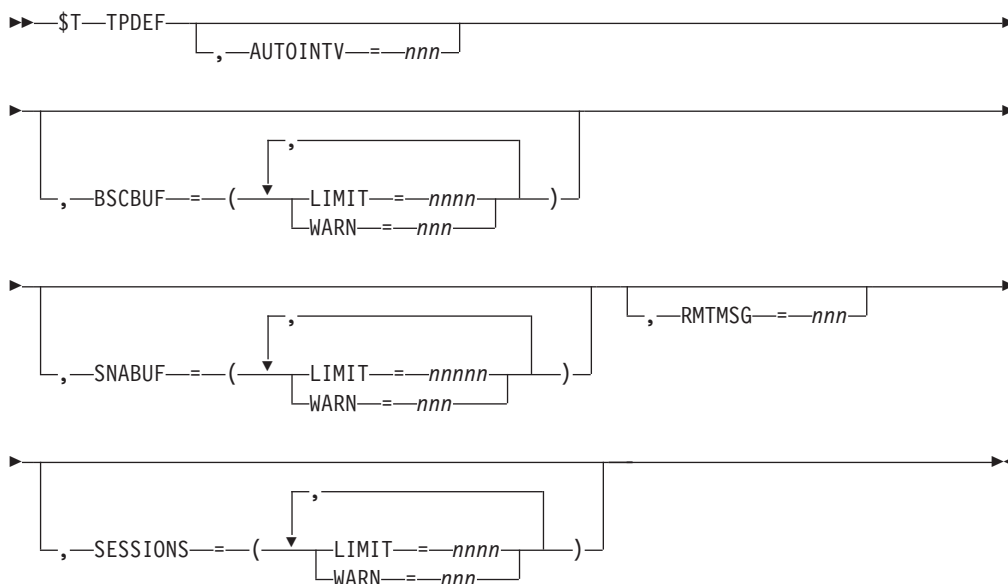 $T TPDEF
, AUTOINTV = nnn
,
, BSCBUF = ( LIMIT = nnnn )
WARN = nnn
,
, SNABUF = ( LIMIT = nnnnn )
WARN = nnn
, RMTMSG = nnn
,
, SESSIONS = ( LIMIT = nnnn )
WARN = nnn